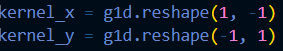 kernel_x = g1d.reshape(1, -1)
kernel_y = g1d.reshape(-1, 1)